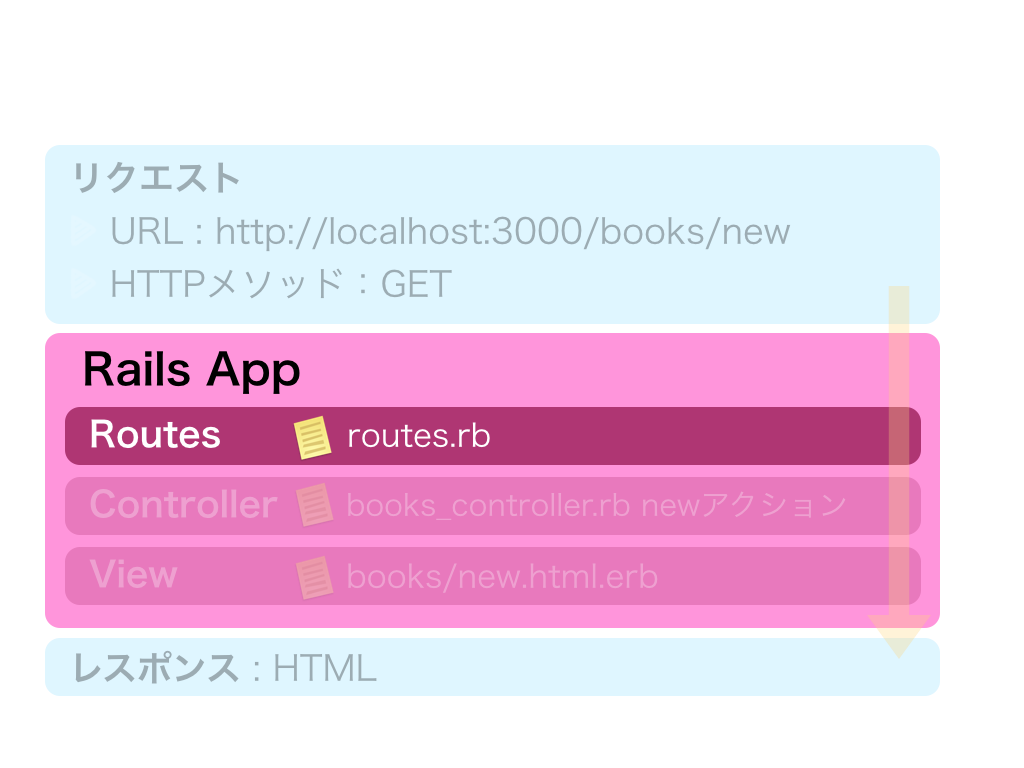 リクエスト
URL : http://localhost:3000/books/new
HTTPメソッド：GET
Rails App
Routes routes.rb
Controller books_controller.rb newアクション
View books/new.html.erb
レスポンス : HTML